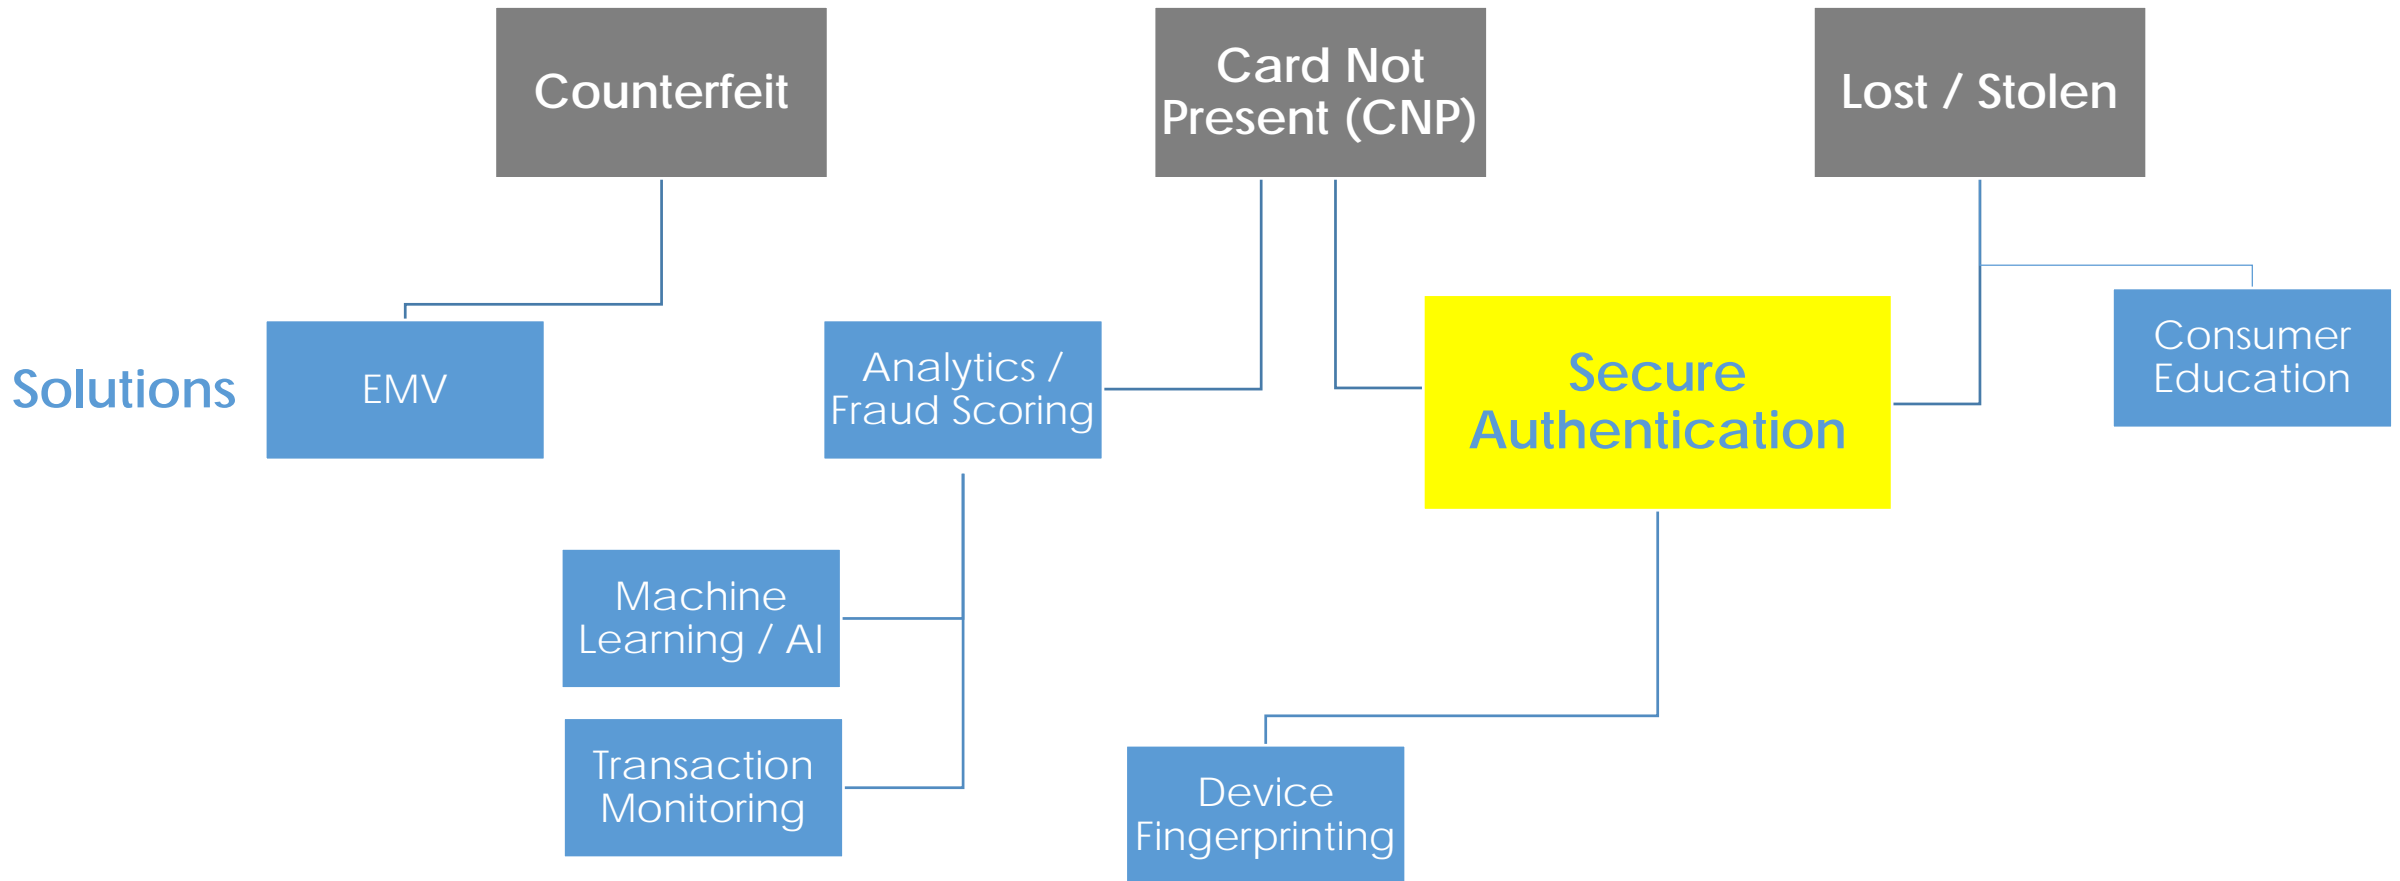 Counterfeit
Card Not
Present (CNP)
Lost / Stolen
Solutions
EMV
Analytics /
Fraud Scoring
Secure
Authentication
Consumer
Education
Machine
Learning / AI
Transaction
Monitoring
Device
Fingerprinting